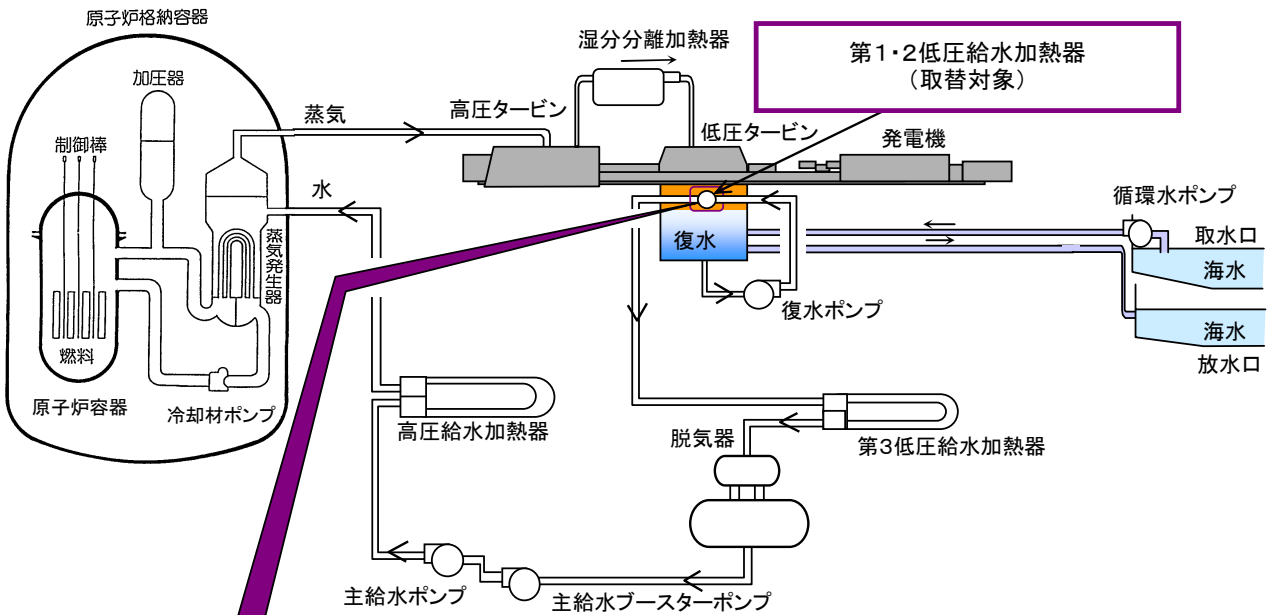 原子炉格納容器
加圧器
制御棒
蒸気
水
蒸気発生器
燃料
原子炉容器
冷却材ポンプ
湿分分離加熱器
高圧タービン
低圧タービン
第1・2低圧給水加熱器
（取替対象）
発電機
復水
復水ポンプ
循環水ポンプ
取水口
海水
海水
放水口
高圧給水加熱器
第3低圧給水加熱器
脱気器
主給水ポンプ
主給水ブースターポンプ